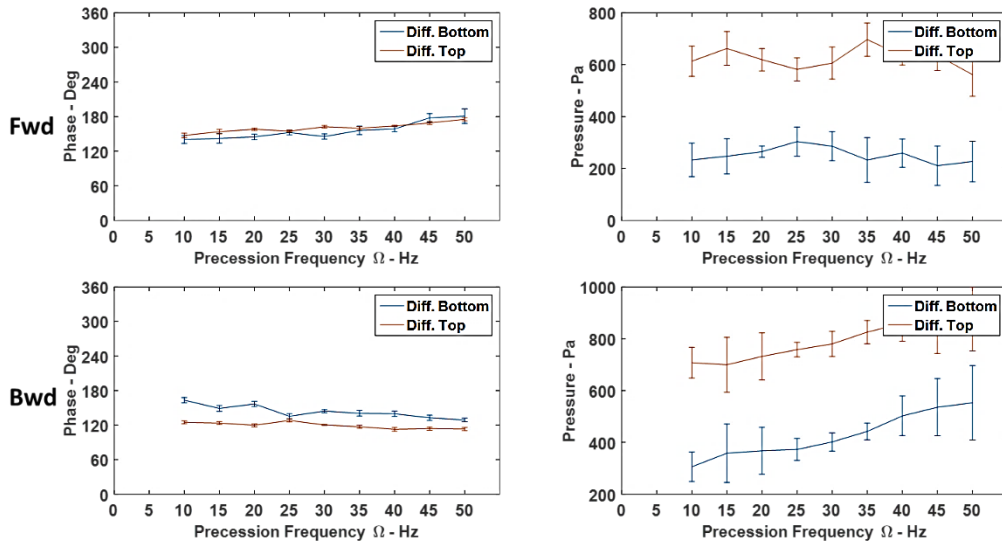 Fwd
Phase - Deg
360
300
240
180
120
60
0
0 5 10 15 20 25 30 35 40 45 50
Precession Frequency Ω - Hz
Diff. Bottom
Diff. Top
Pressure - Pa
800
600
400
200
0
0 5 10 15 20 25 30 35 40 45 50
Precession Frequency Ω - Hz
Diff. Bottom
Diff. Top
Bwd
Phase - Deg
360
300
240
180
120
60
0
0 5 10 15 20 25 30 35 40 45 50
Precession Frequency Ω - Hz
Diff. Bottom
Diff. Top
Pressure - Pa
1000
800
600
400
200
0 5 10 15 20 25 30 35 40 45 50
Precession Frequency Ω - Hz
Diff. Bottom
Diff. Top